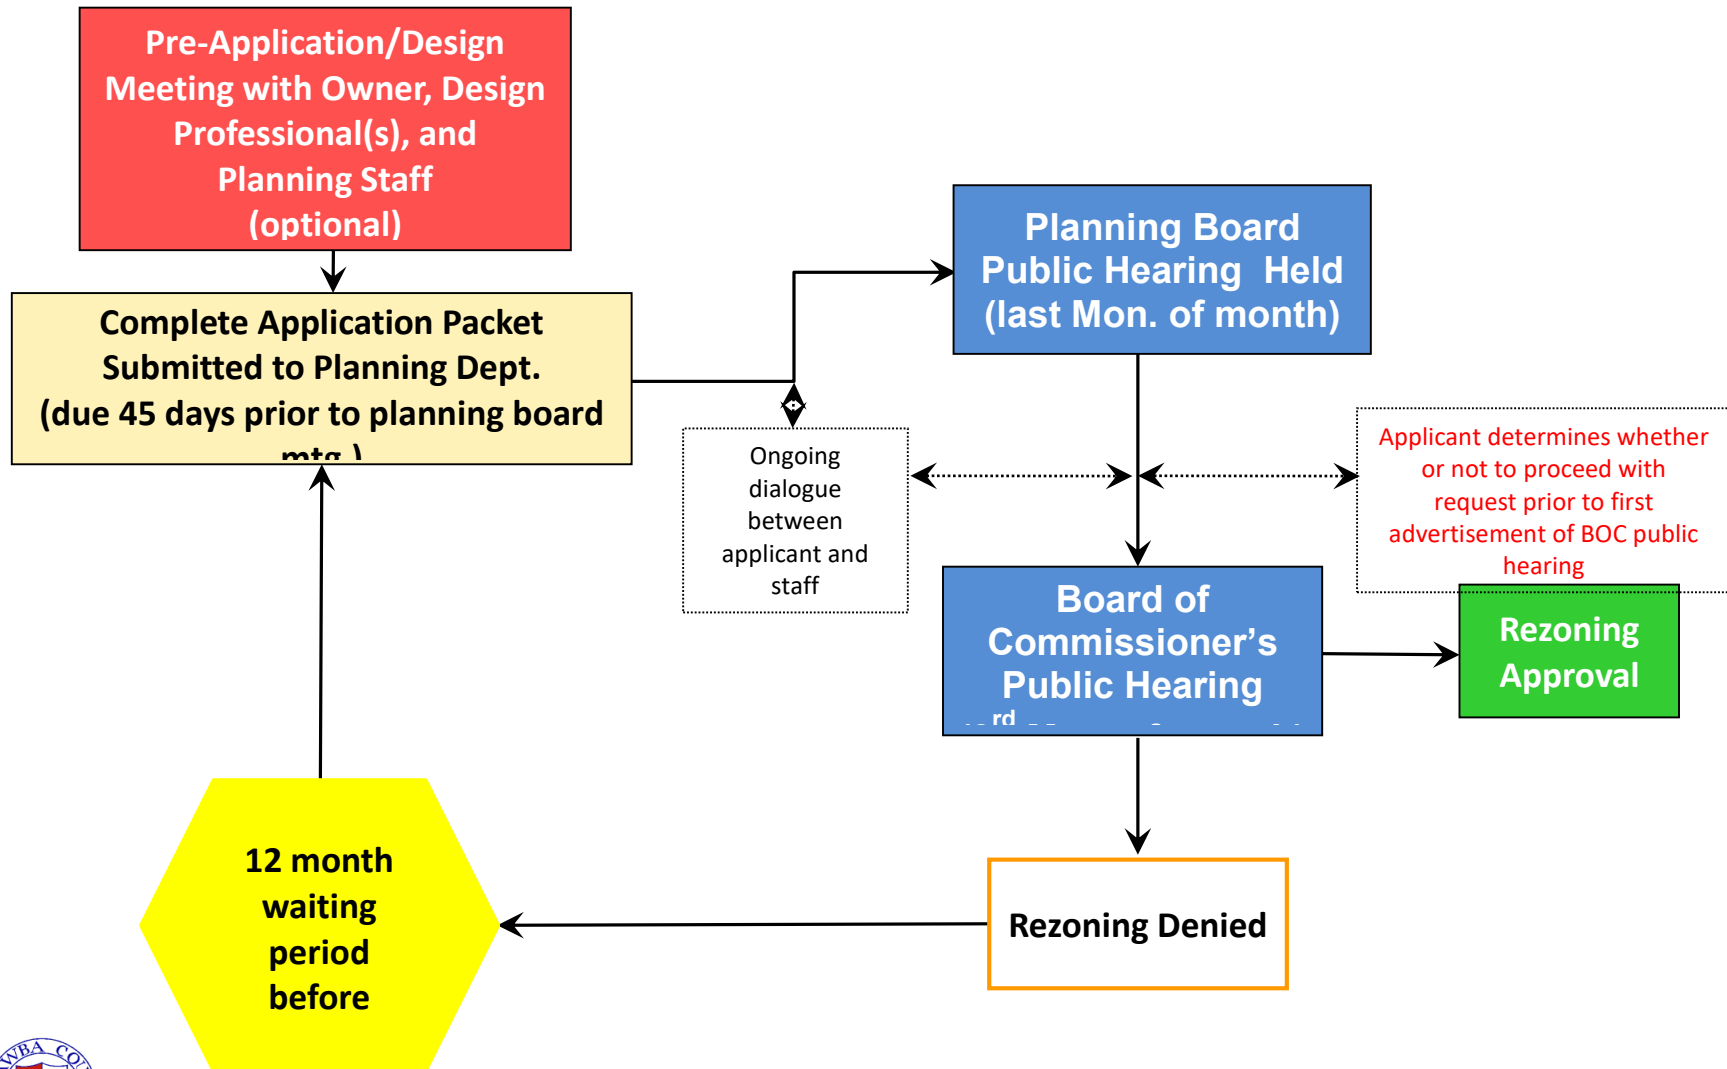 Pre-Application/Design
Meeting with Owner, Design
Professional(s), and
Planning Staff
(optional)
Complete Application Packet
Submitted to Planning Dept.
(due 45 days prior to planning board
mtg.)
Planning Board
Public Hearing Held
(last Mon. of month)
Ongoing
dialogue
between
applicant and
staff
Applicant determines whether
or not to proceed with
request prior to first
advertisement of BOC public
hearing
Board of
Commissioner’s
Public Hearing
rd
Rezoning
Approval
Rezoning Denied
12 month
waiting
period
before